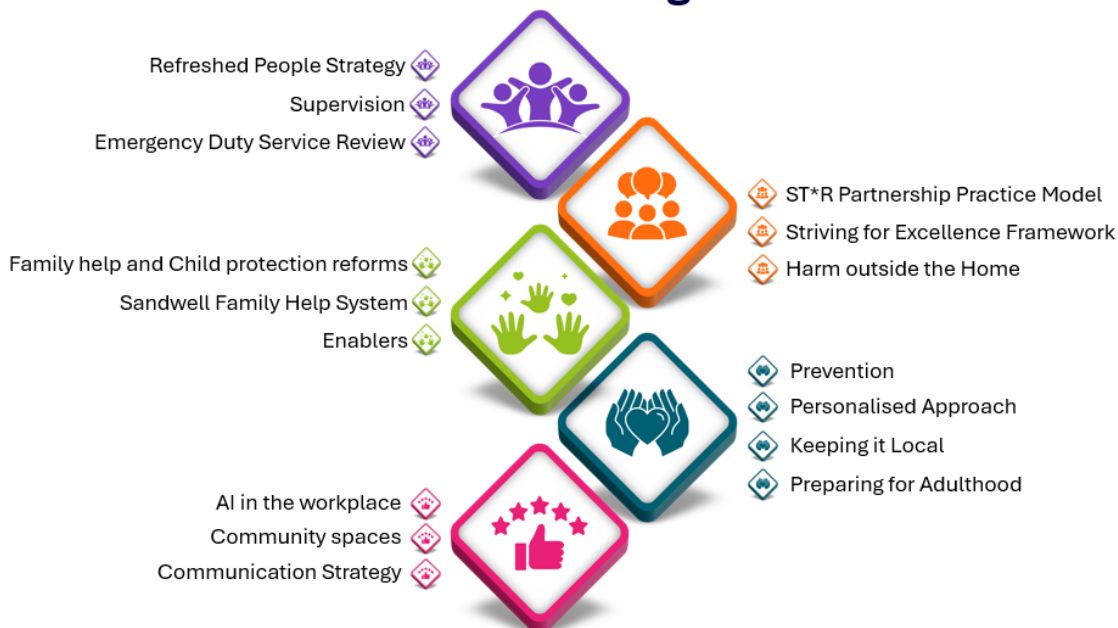 Refreshed People Strategy
Supervision
Emergency Duty Service Review
ST*R Partnership Practice Model
Striving for Excellence Framework
Harm outside the Home
Family help and Child protection reforms
Sandwell Family Help System
Enablers
Prevention
Personalised Approach
Keeping it Local
Preparing for Adulthood
AI in the workplace
Community spaces
Communication Strategy